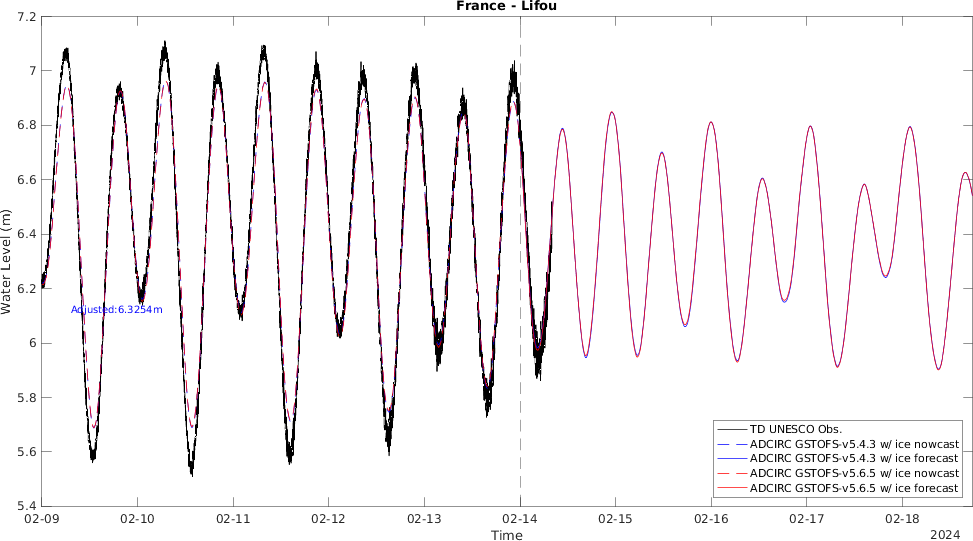 France - Lifou
Water Level (m)
7.2
7
6.8
6.6
6.4
6.2
6
5.8
5.6
5.4
Adjusted:6.3254m
TD UNESCO Obs.
ADCIRC GSTOFS-v5.4.3 w/ ice nowcast
ADCIRC GSTOFS-v5.4.3 w/ ice forecast
ADCIRC GSTOFS-v5.6.5 w/ ice nowcast
ADCIRC GSTOFS-v5.6.5 w/ ice forecast
02-09 02-10 02-11 02-12 02-13 02-14 02-15 02-16 02-17 02-18
Time
2024